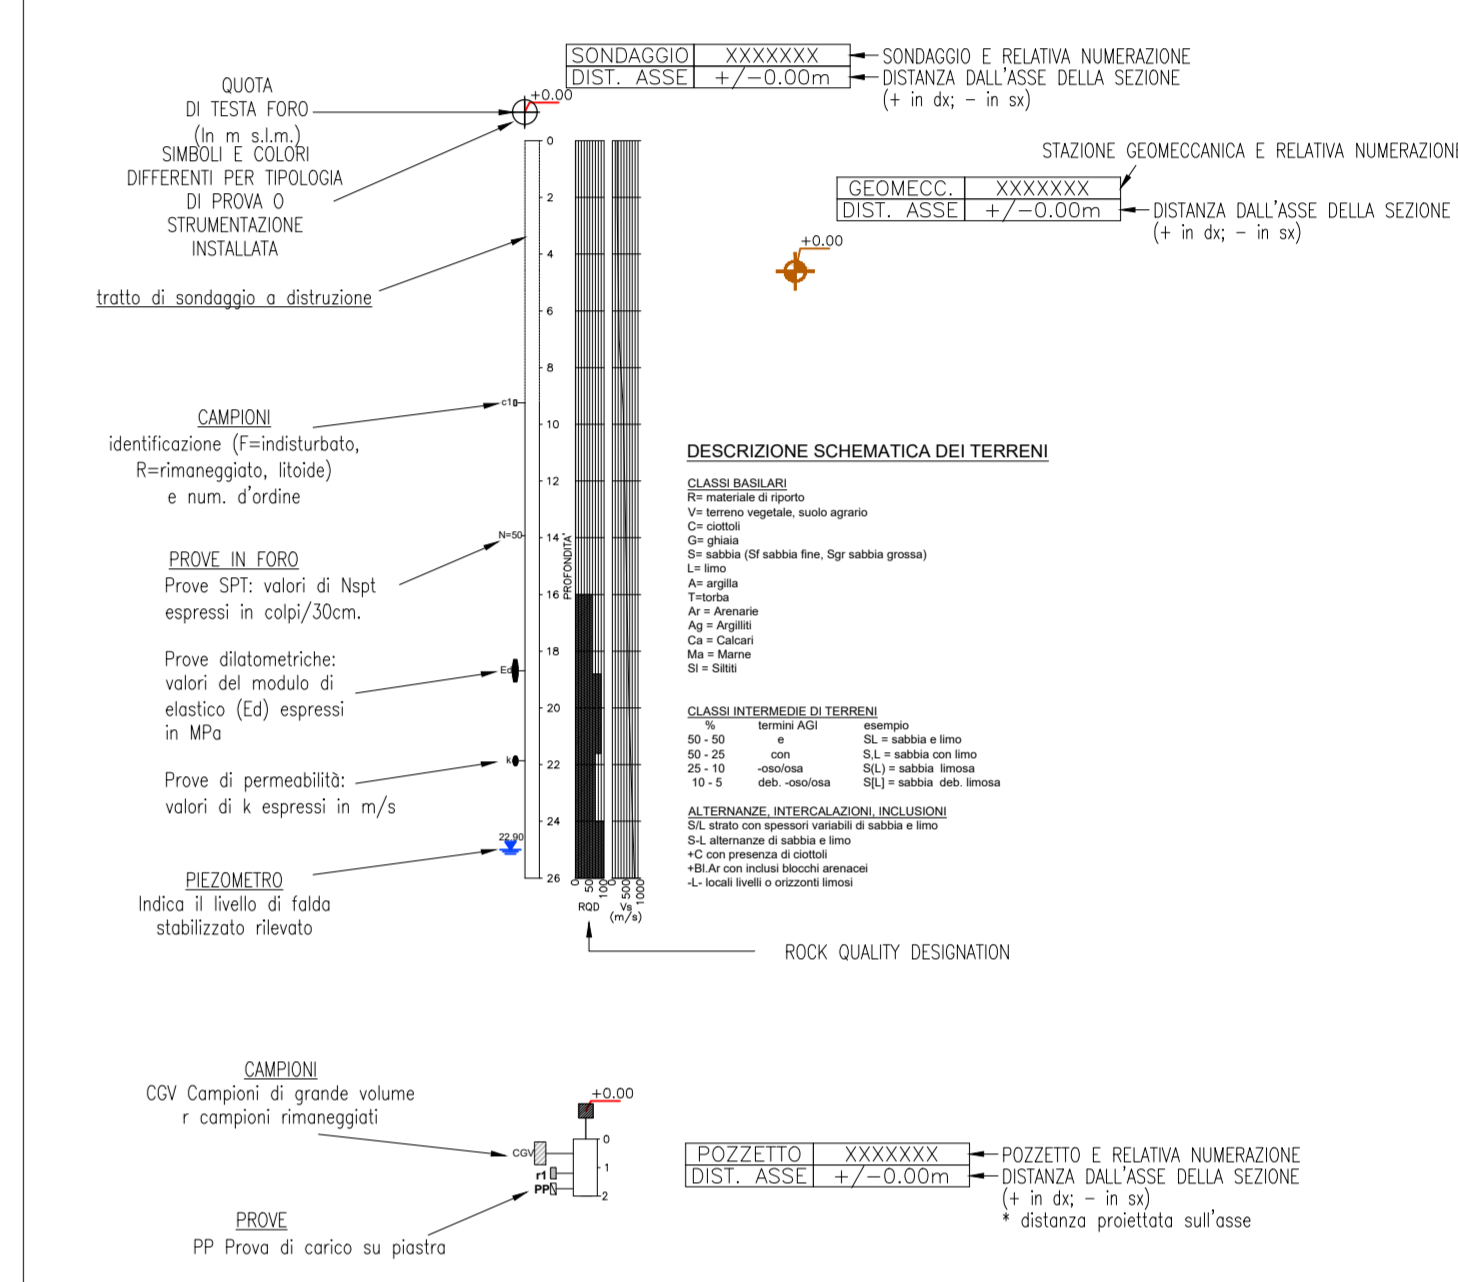 SONDAGGIO XXXXXXX
DIST. ASSE +/-0.00m
SONDAGGIO E RELATIVA NUMERAZIONE
DISTANZA DALL'ASSE DELLA SEZIONE
(+ in dx; - in sx)
QUOTA
DI TESTA FORO
(In m s.l.m.)
SIMBOLI E COLORI
DIFFERENTI PER TIPOLOGIA
DI PROVA O
STRUMENTAZIONE
INSTALLATA
+0.00
tratto di sondaggio a distruzione
STAZIONE GEOMECCANICA E RELATIVA NUMERAZIONE
GEOMECC. XXXXXXX
DIST. ASSE +/-0.00m
DISTANZA DALL'ASSE DELLA SEZIONE
(+ in dx; - in sx)
+0.00
0
2
4
6
8
10
12
14
16
18
20
22
24
26
PROFONDITA'
c1
N=50
Ed
k
22.90
0 50 100
RQD
0 500 1000
Vs
(m/s)
ROCK QUALITY DESIGNATION
CAMPIONI
identificazione (F=indisturbato,
R=rimaneggiato, litoide)
e num. d'ordine
PROVE IN FORO
Prove SPT: valori di Nspt
espressi in colpi/30cm.
Prove dilatometriche:
valori del modulo di
elastico (Ed) espressi
in MPa
Prove di permeabilità:
valori di k espressi in m/s
PIEZOMETRO
Indica il livello di falda
stabilizzato rilevato
DESCRIZIONE SCHEMATICA DEI TERRENI
CLASSI BASILARI
R= materiale di riporto
V= terreno vegetale, suolo agrario
C= ciottoli
G= ghiaia
S= sabbia (Sf sabbia fine, Sgr sabbia grossa)
L= limo
A= argilla
T=torba
Ar = Arenarie
Ag = Argilliti
Ca = Calcari
Ma = Marne
SI = Siltiti
CLASSI INTERMEDIE DI TERRENI
% termini AGI esempio
50 - 50 e SL = sabbia e limo
50 - 25 con S,L = sabbia con limo
25 - 10 -oso/osa S(L) = sabbia limosa
10 - 5 deb. -oso/osa S[L] = sabbia deb. limosa
ALTERNANZE, INTERCALAZIONI, INCLUSIONI
S/L strato con spessori variabili di sabbia e limo
S-L alternanze di sabbia e limo
+C con presenza di ciottoli
+Bl.Ar con inclusi blocchi arenacei
-L- locali livelli o orizzonti limosi
CAMPIONI
CGV Campioni di grande volume
r campioni rimaneggiati
PROVE
PP Prova di carico su piastra
+0.00
CGV
r1
PP
0
1
2
POZZETTO XXXXXXX
DIST. ASSE +/-0.00m
POZZETTO E RELATIVA NUMERAZIONE
DISTANZA DALL'ASSE DELLA SEZIONE
(+ in dx; - in sx)
* distanza proiettata sull'asse